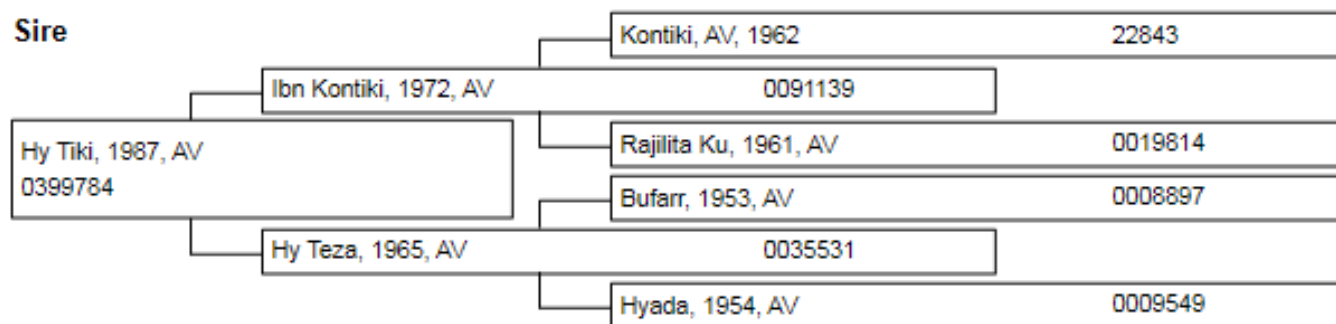 Sire
Kontiki, AV, 1962 22843
Ibn Kontiki, 1972, AV 0091139
Rajilita Ku, 1961, AV 0019814
Hy Tiki, 1987, AV
0399784
Bufarr, 1953, AV 0008897
Hy Teza, 1965, AV 0035531
Hyada, 1954, AV 0009549